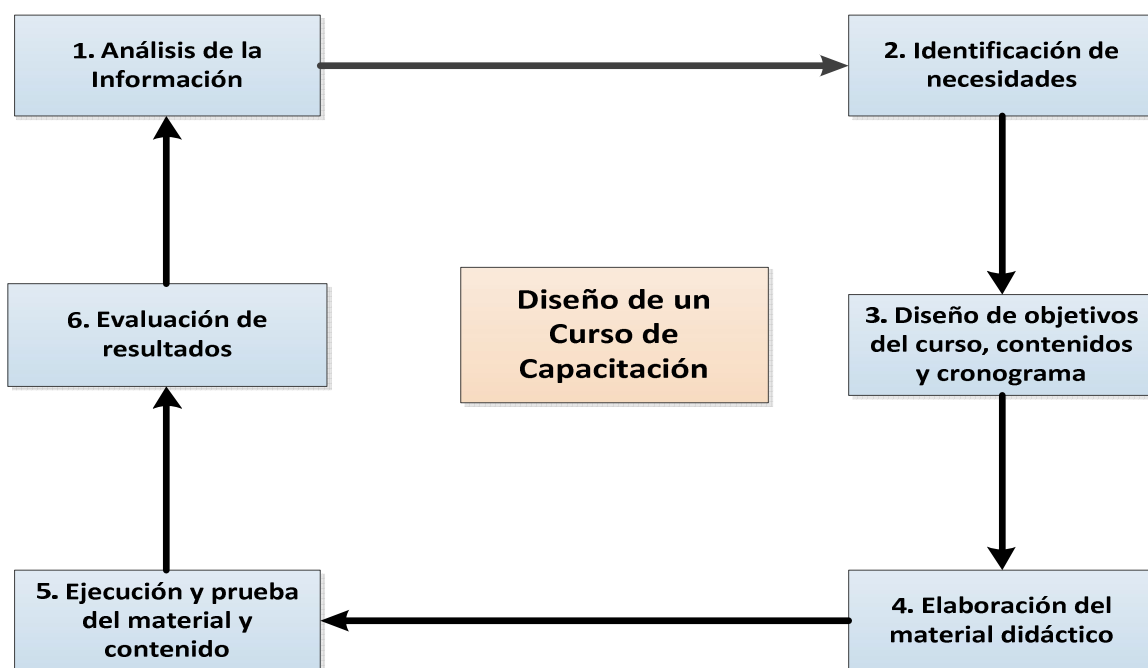 1. Análisis de la
Información
2. Identificación de
necesidades
Diseño de un
Curso de
Capacitación
3. Diseño de objetivos
del curso, contenidos
y cronograma
4. Elaboración del
material didáctico
5. Ejecución y prueba
del material y
contenido
6. Evaluación de
resultados